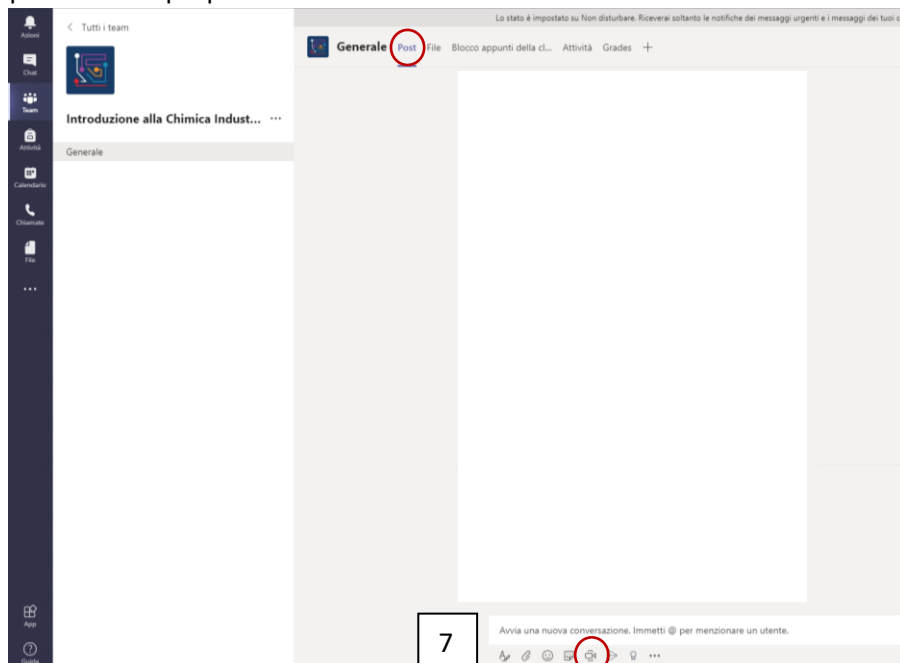 Lo stato è impostato su Non disturbare. Riceverai soltanto le notifiche dei messaggi urgenti e i messaggi dei tuoi
Azioni
Chat
Team
Attività
Calendario
Chiamate
File
...
App
Guida
< Tutti i team
Introduzione alla Chimica Indust... ...
Generale
Generale Post File Blocco appunti della cl... Attività Grades +
7
Avvia una nuova conversazione. Immetti @ per menzionare un utente.